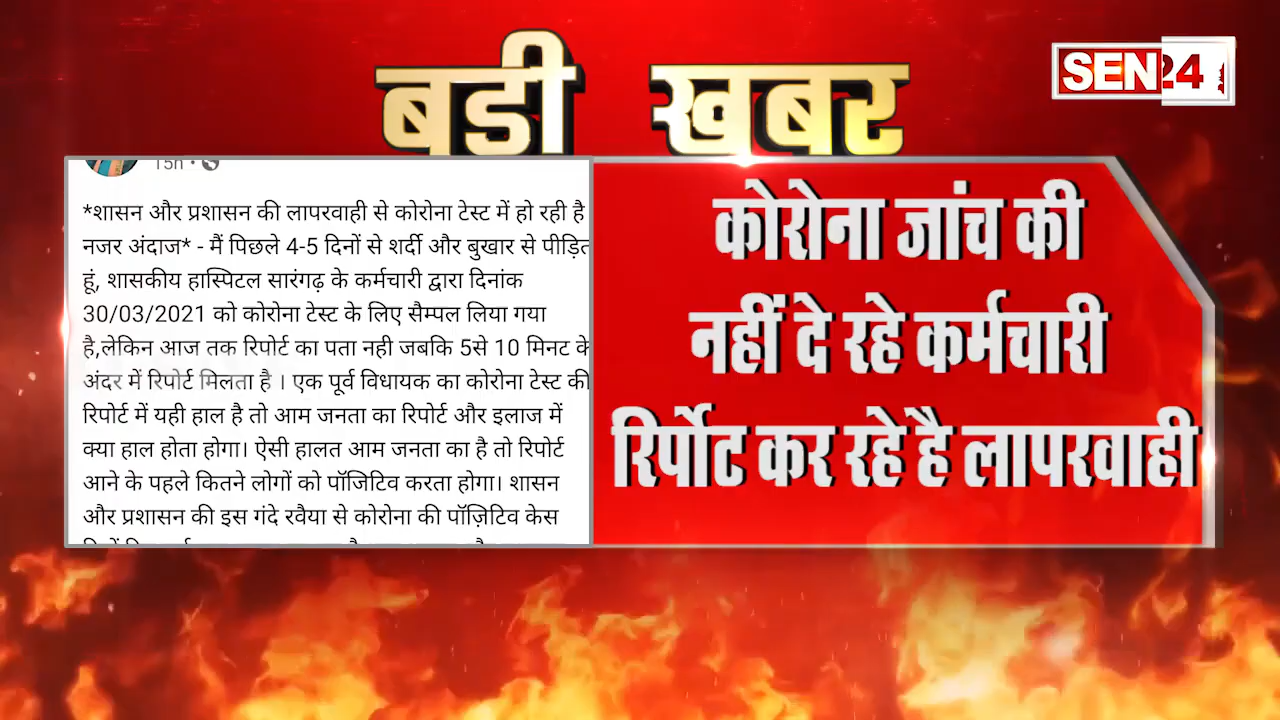 बडी खबर
SEN 24
15h
*शासन और प्रशासन की लापरवाही से कोरोना टेस्ट में हो रही है
नजर अंदाज* - मैं पिछले 4-5 दिनों से शर्दी और बुखार से पीड़ित
हूं, शासकीय हास्पिटल सारंगढ़ के कर्मचारी द्वारा दिनांक
30/03/2021 को कोरोना टेस्ट के लिए सैम्पल लिया गया
है,लेकिन आज तक रिपोर्ट का पता नही जबकि 5से 10 मिनट के
अंदर में रिपोर्ट मिलता है । एक पूर्व विधायक का कोरोना टेस्ट की
रिपोर्ट में यही हाल है तो आम जनता का रिपोर्ट और इलाज में
क्या हाल होता होगा। ऐसी हालत आम जनता का है तो रिपोर्ट
आने के पहले कितने लोगों को पॉजिटिव करता होगा। शासन
और प्रशासन की इस गंदे रवैया से कोरोना की पॉज़िटिव केस
कोरोना जांच की
नहीं दे रहे कर्मचारी
रिर्पोट कर रहे है लापरवाही